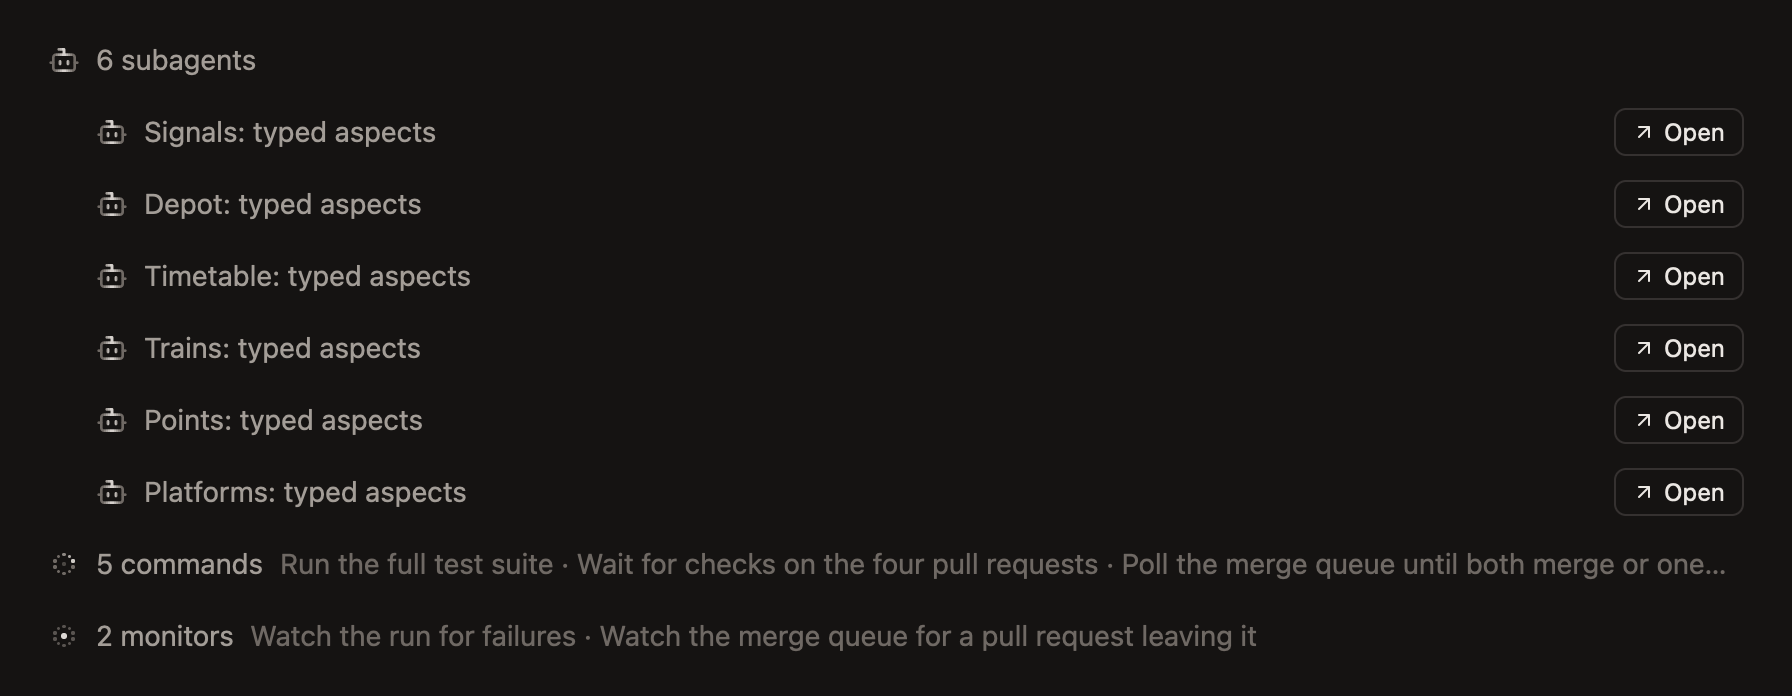 6 subagents
Signals: typed aspects Open
Depot: typed aspects Open
Timetable: typed aspects Open
Trains: typed aspects Open
Points: typed aspects Open
Platforms: typed aspects Open
5 commands Run the full test suite · Wait for checks on the four pull requests · Poll the merge queue until both merge or one...
2 monitors Watch the run for failures · Watch the merge queue for a pull request leaving it